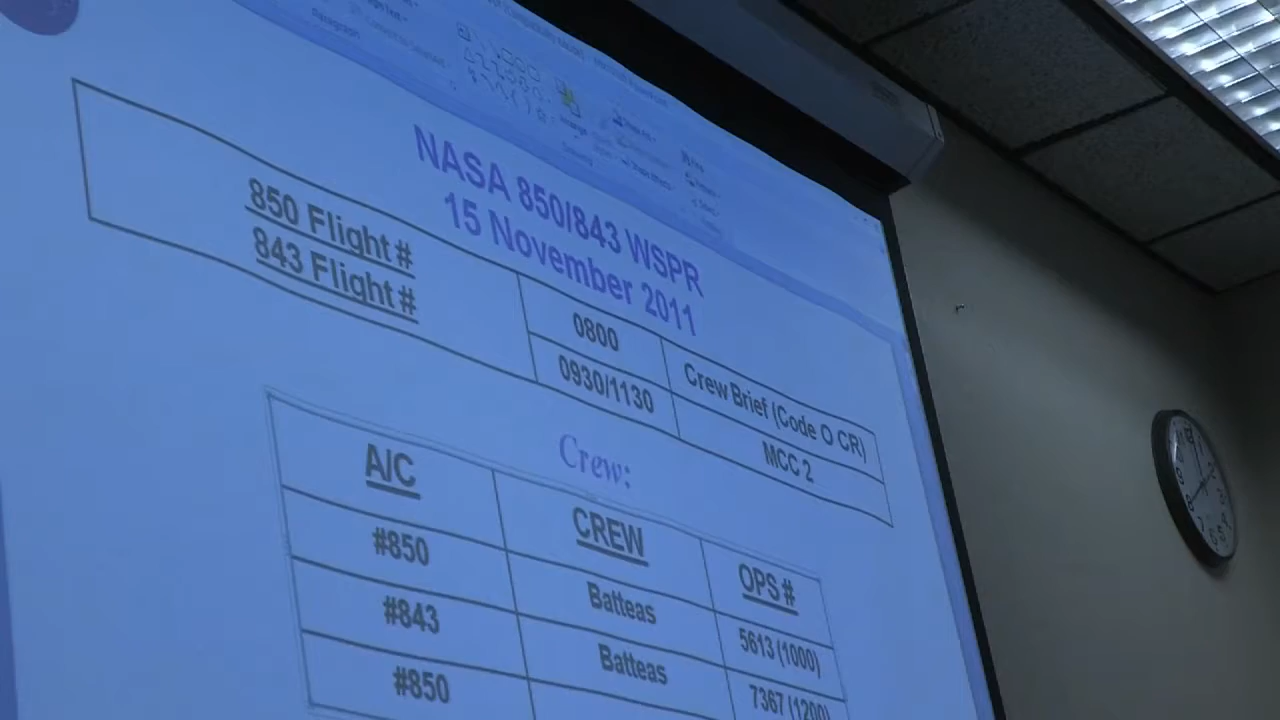 NASA 850/843 WSPR
15 November 2011
850 Flight #
843 Flight #
0800
Crew Brief (Code O CR)
0930/1130
MCC 2
Crew:
A/C
CREW
OPS #
#850
Batteas
5613 (1000)
#843
Batteas
7367 (1200)
#850